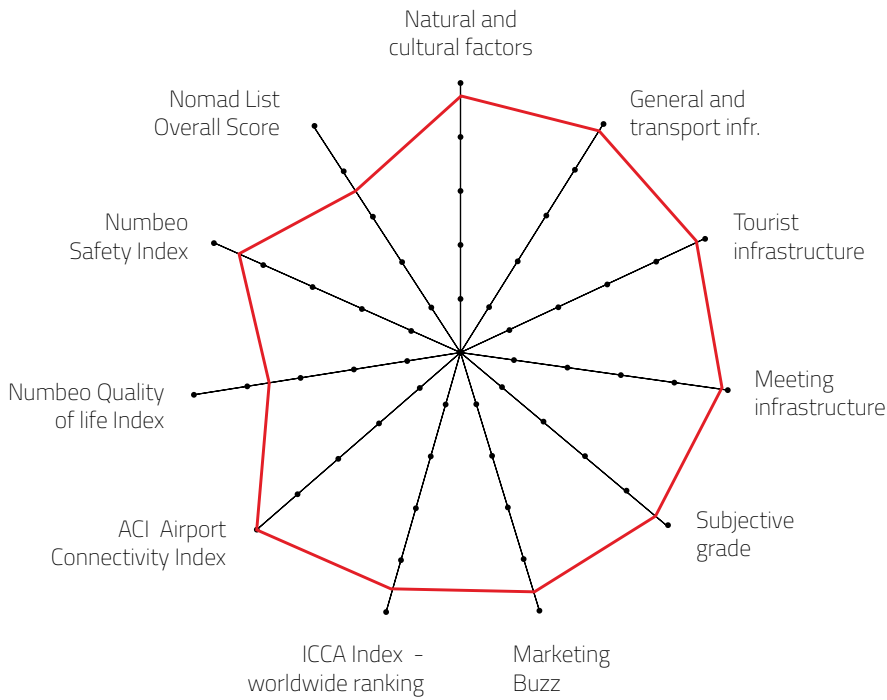 Natural and
cultural factors
General and
transport infr.
Tourist
infrastructure
Meeting
infrastructure
Subjective
grade
Marketing
Buzz
ICCA Index -
worldwide ranking
ACI Airport
Connectivity Index
Numbeo Quality
of life Index
Numbeo
Safety Index
Nomad List
Overall Score